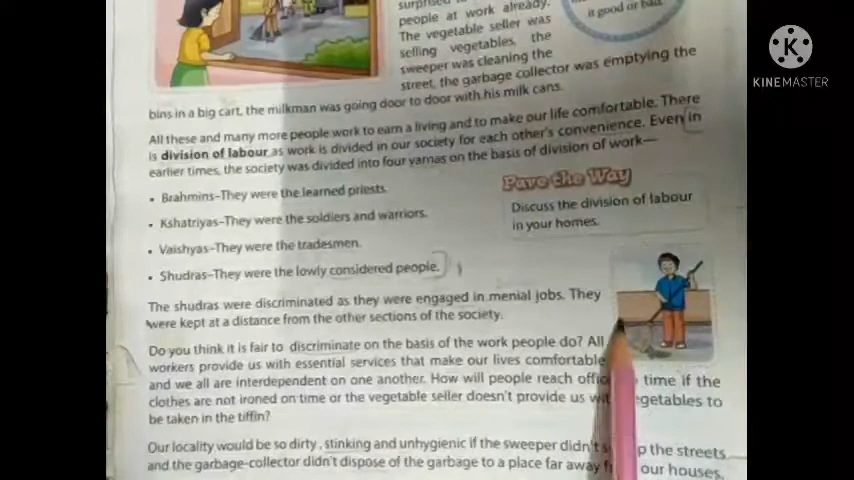 surprised
people at work already.
The vegetable seller was
selling vegetables, the
sweeper was cleaning the
street, the garbage collector was emptying the
bins in a big cart, the milkman was going door to door with his milk cans.
it good or bad.
K
KINEMASTER
All these and many more people work to earn a living and to make our life comfortable. There
is division of labour as work is divided in our society for each other's convenience. Even in
earlier times, the society was divided into four varnas on the basis of division of work—
• Brahmins–They were the learned priests.
• Kshatriyas–They were the soldiers and warriors.
• Vaishyas–They were the tradesmen.
• Shudras–They were the lowly considered people.
Pave the Way
Discuss the division of labour
in your homes.
The shudras were discriminated as they were engaged in menial jobs. They
were kept at a distance from the other sections of the society.
Do you think it is fair to discriminate on the basis of the work people do? All
workers provide us with essential services that make our lives comfortable
and we all are interdependent on one another. How will people reach offic time if the
clothes are not ironed on time or the vegetable seller doesn't provide us wi egetables to
be taken in the tiffin?
Our locality would be so dirty, stinking and unhygienic if the sweeper didn't s p the streets
and the garbage-collector didn't dispose of the garbage to a place far away f our houses.